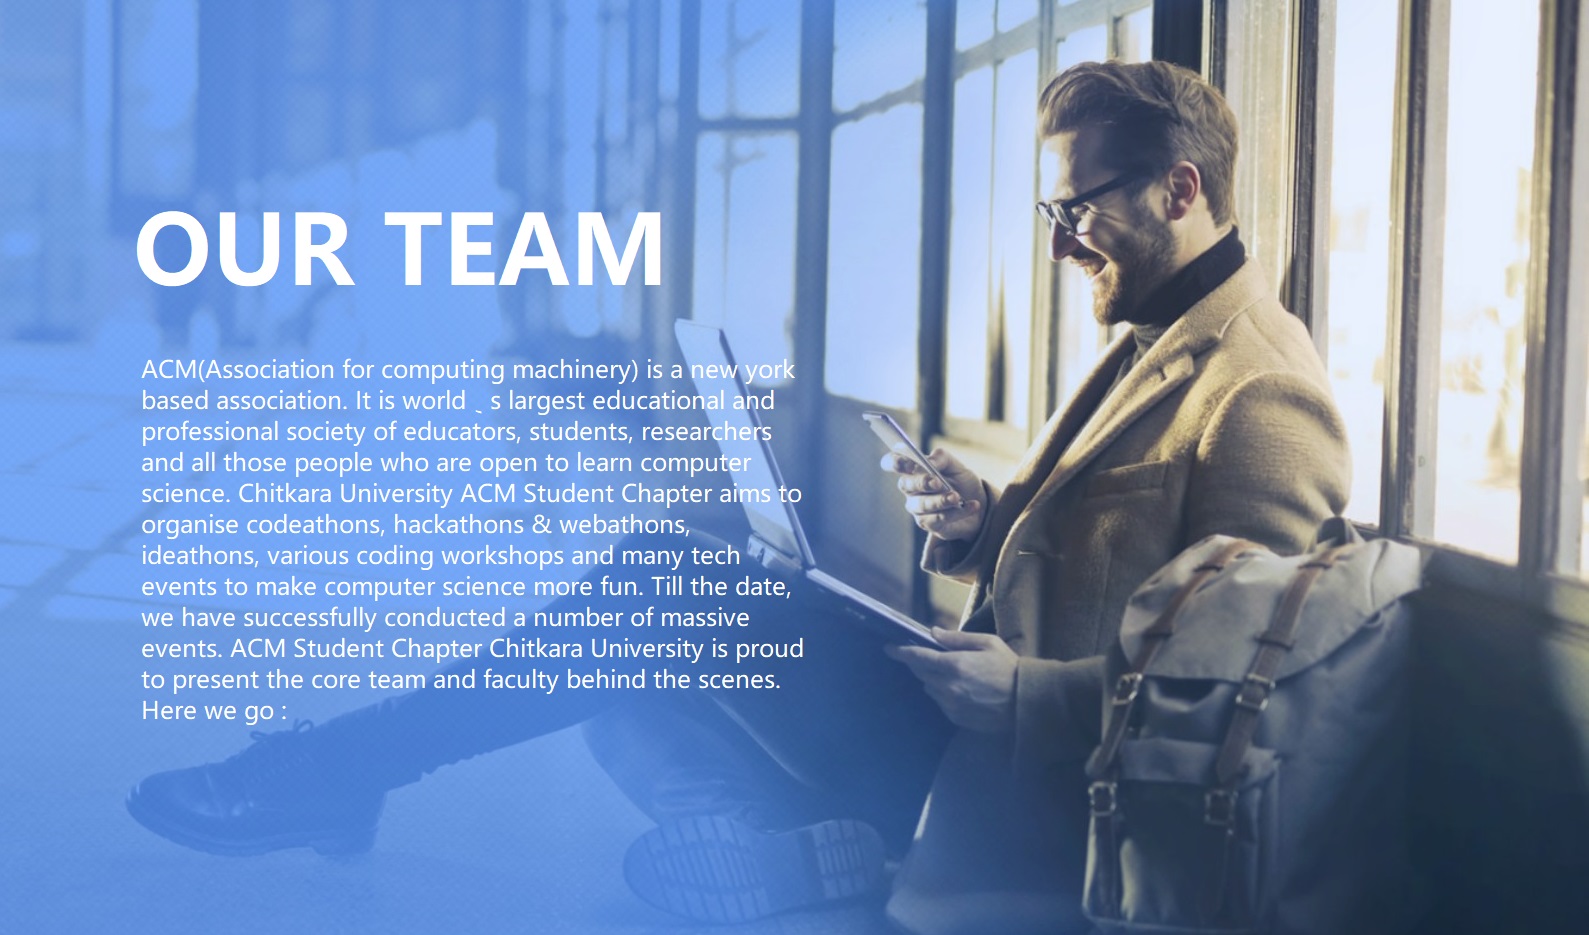 OUR TEAM
ACM(Association for computing machinery) is a new york
based association. It is world ˛ s largest educational and
professional society of educators, students, researchers
and all those people who are open to learn computer
science. Chitkara University ACM Student Chapter aims to
organise codeathons, hackathons & webathons,
ideathons, various coding workshops and many tech
events to make computer science more fun. Till the date,
we have successfully conducted a number of massive
events. ACM Student Chapter Chitkara University is proud
to present the core team and faculty behind the scenes.
Here we go :